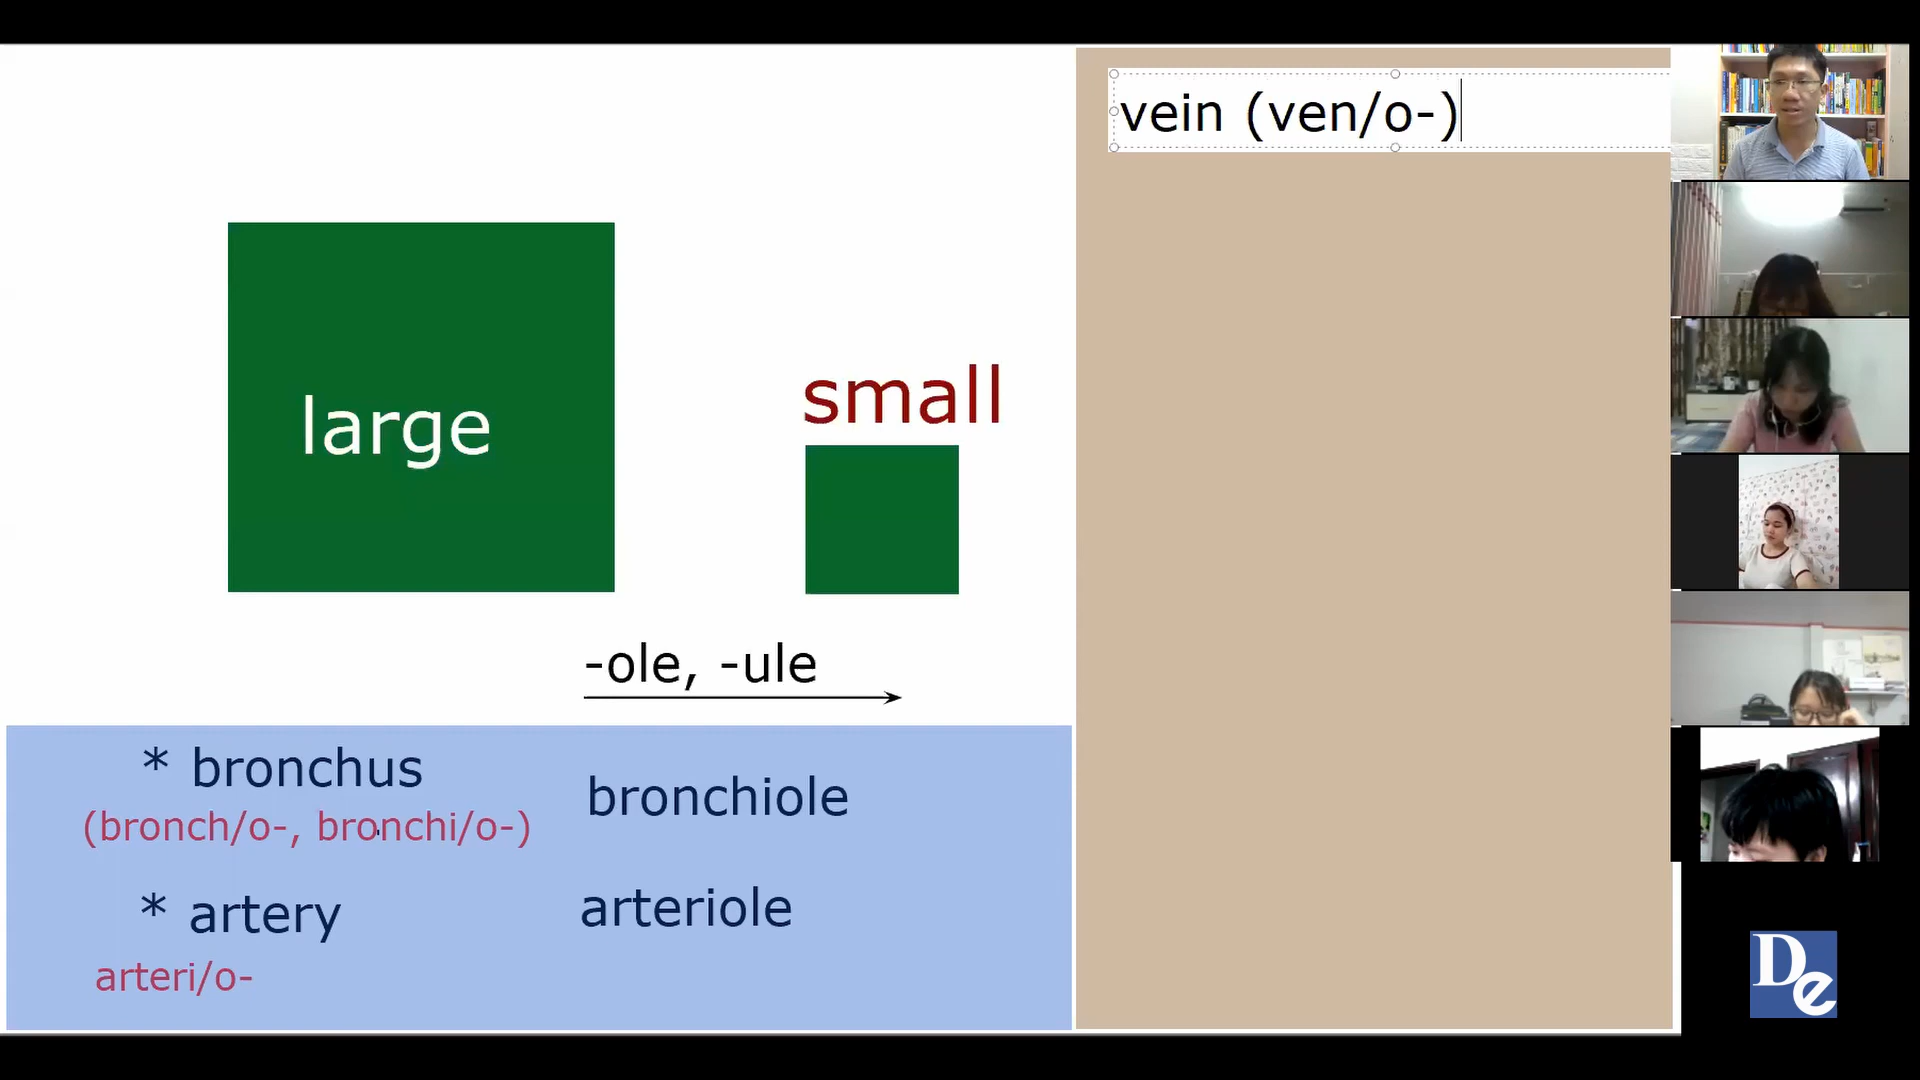 vein (ven/o-)
large
small
-ole, -ule
* bronchus
bronchiole
(bronch/o-, bronchi/o-)
* artery
arteriole
arteri/o-
De